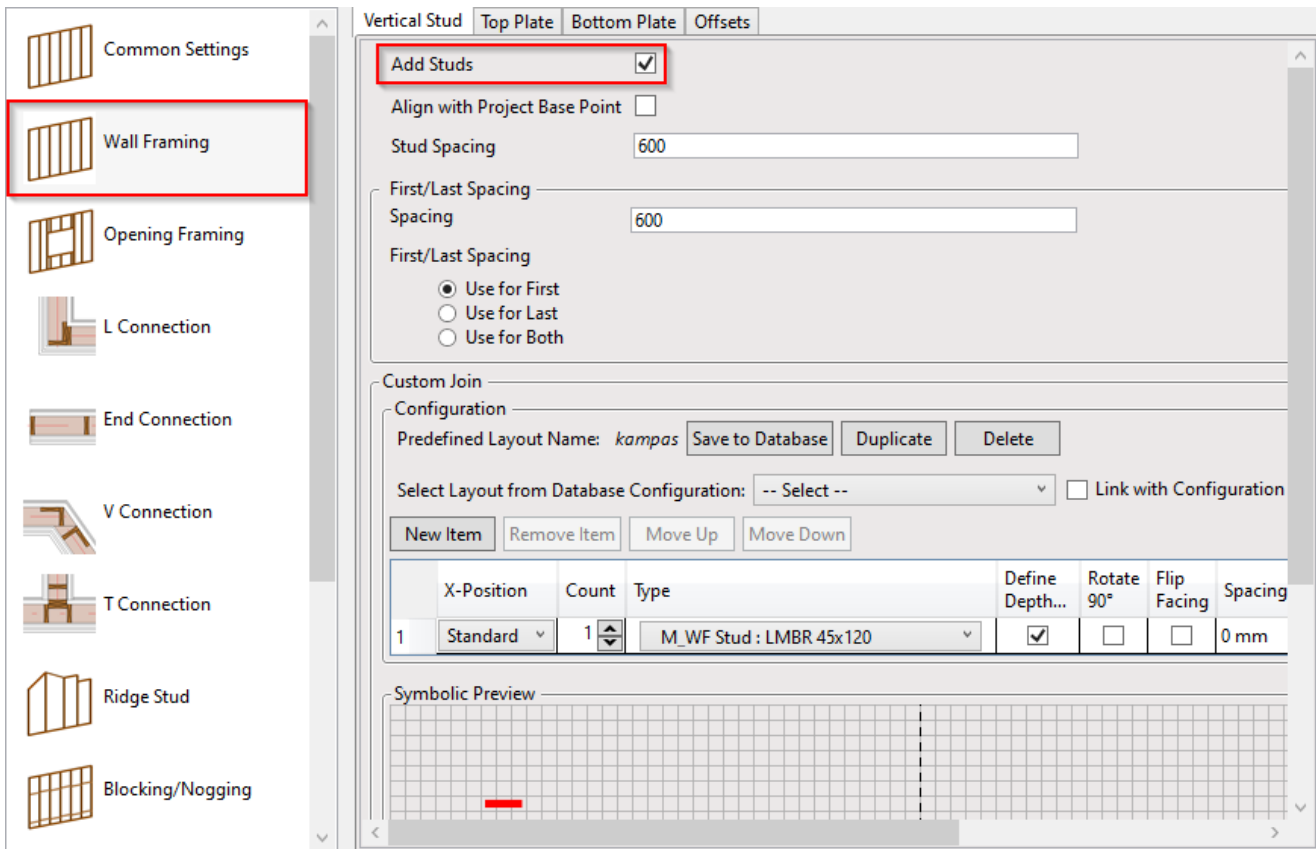 Common Settings
Wall Framing
Opening Framing
L Connection
End Connection
V Connection
T Connection
Ridge Stud
Blocking/Nogging
Vertical Stud Top Plate Bottom Plate Offsets
Add Studs
Align with Project Base Point
Stud Spacing 600
First/Last Spacing
Spacing 600
First/Last Spacing
Use for First
Use for Last
Use for Both
Custom Join
Configuration
Predefined Layout Name: kampas Save to Database Duplicate Delete
Select Layout from Database Configuration: -- Select -- Link with Configuration
New Item Remove Item Move Up Move Down
X-Position Count Type Define Depth... Rotate 90° Flip Facing Spacing
1 Standard 1 M_WF Stud : LMBR 45x120 0 mm
Symbolic Preview